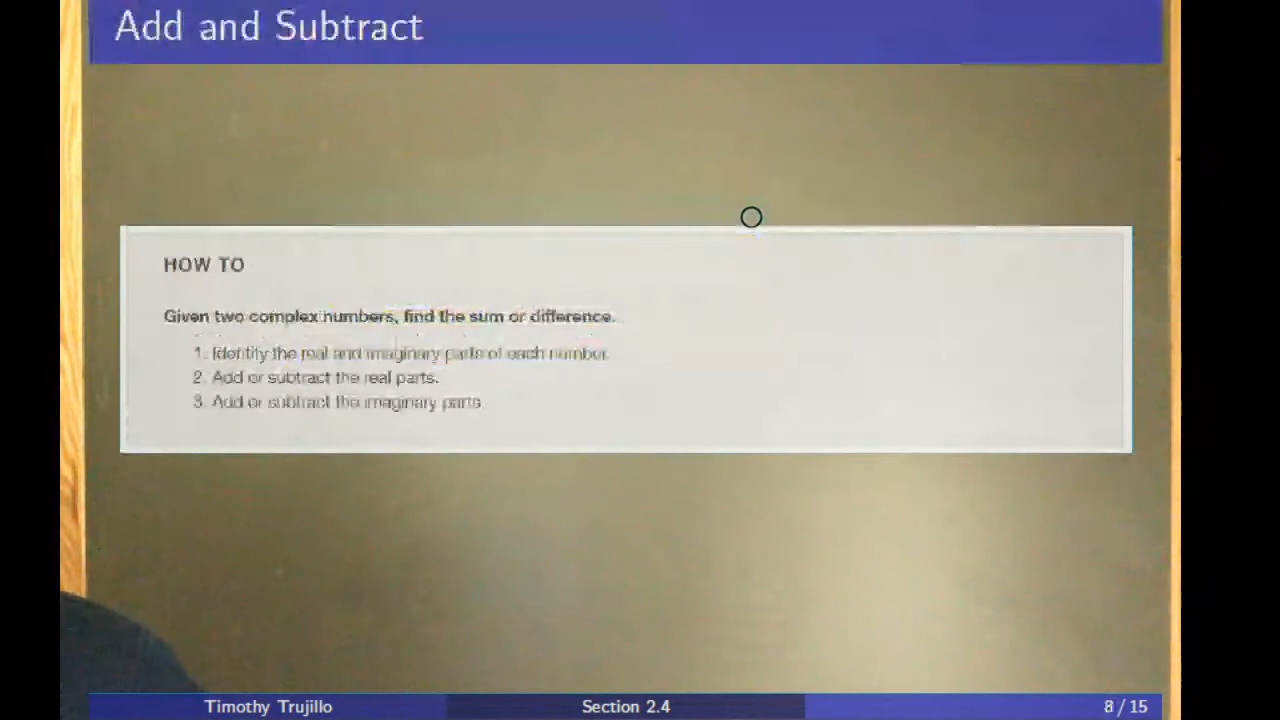 Add and Subtract
HOW TO
Given two complex numbers, find the sum or difference.
1. Identify the real and imaginary parts of each number.
2. Add or subtract the real parts.
3. Add or subtract the imaginary parts.
Timothy Trujillo Section 2.4 8 / 15